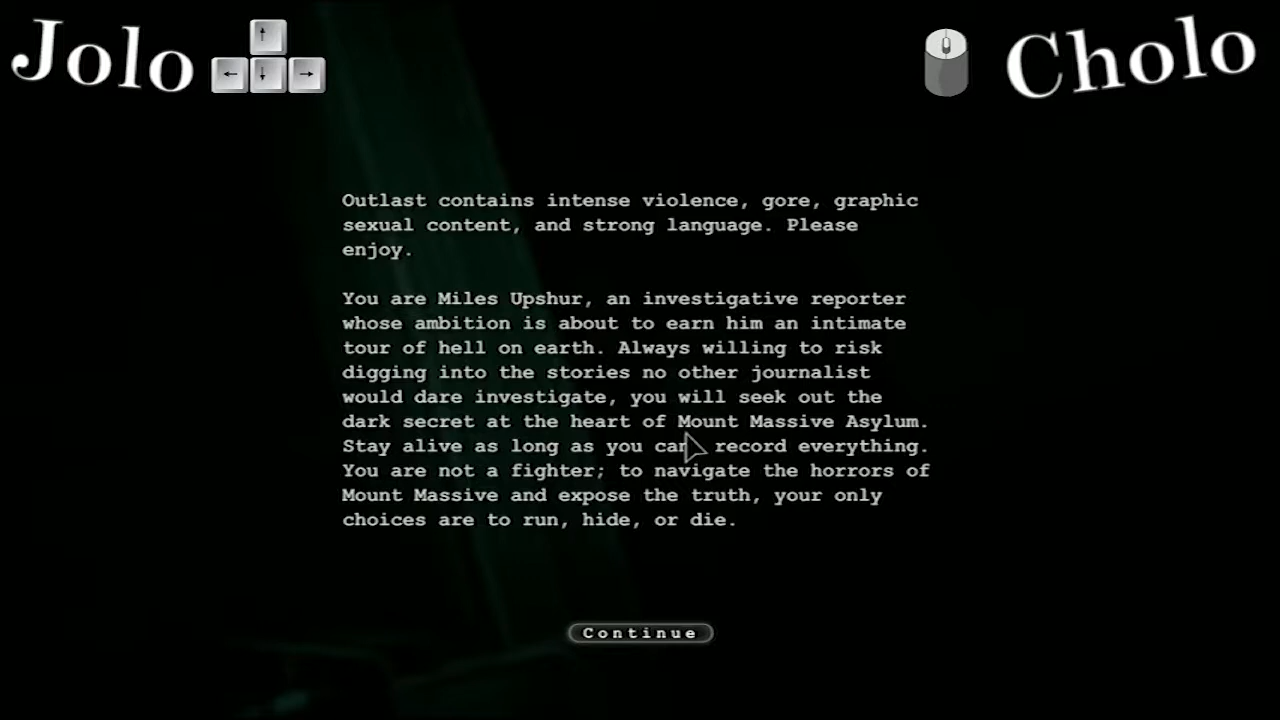 Jolo
Cholo
Outlast contains intense violence, gore, graphic
sexual content, and strong language. Please
enjoy.
You are Miles Upshur, an investigative reporter
whose ambition is about to earn him an intimate
tour of hell on earth. Always willing to risk
digging into the stories no other journalist
would dare investigate, you will seek out the
dark secret at the heart of Mount Massive Asylum.
Stay alive as long as you can, record everything.
You are not a fighter; to navigate the horrors of
Mount Massive and expose the truth, your only
choices are to run, hide, or die.
Continue